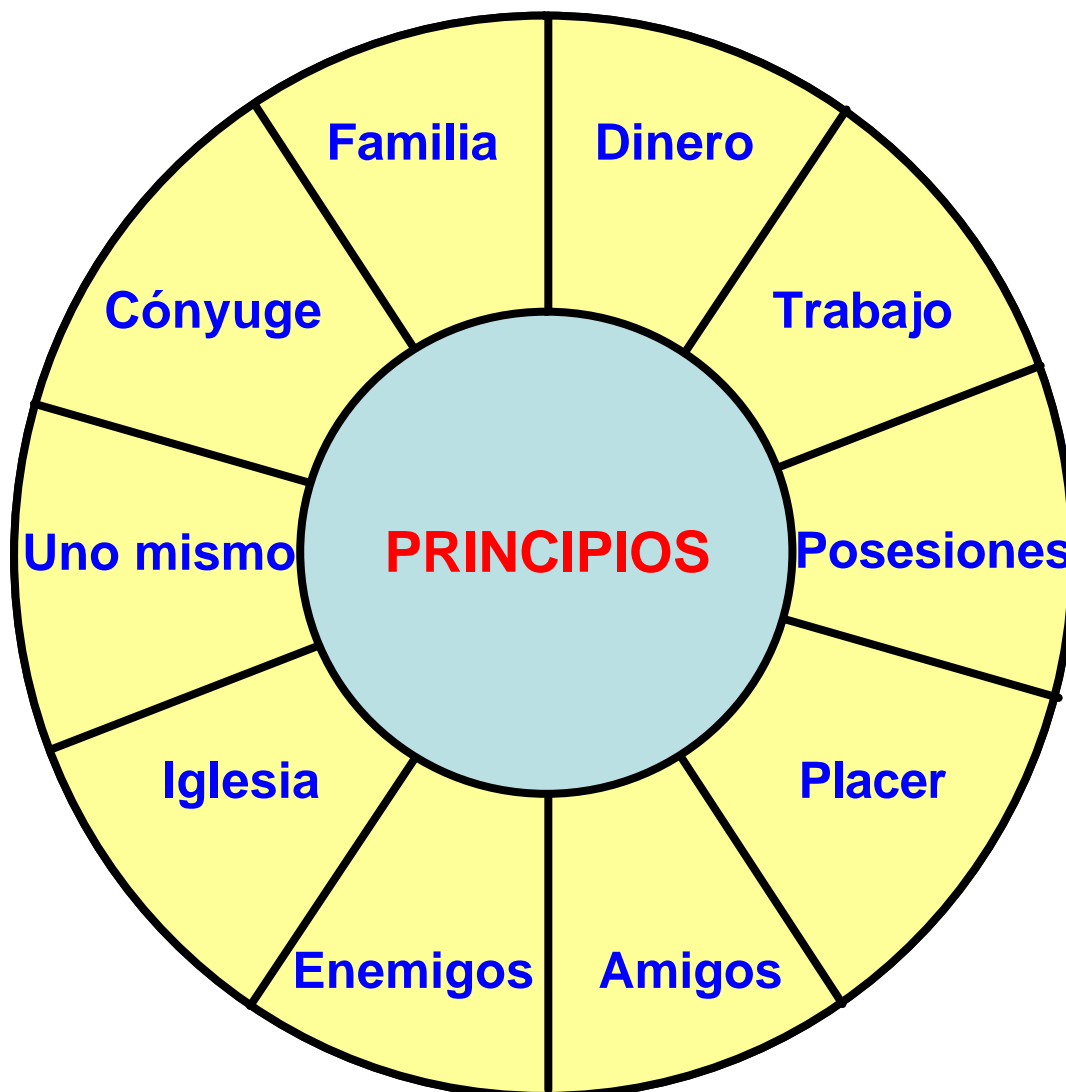 Familia
Dinero
Cónyuge
Trabajo
Uno mismo
PRINCIPIOS
Posesiones
Iglesia
Placer
Enemigos
Amigos